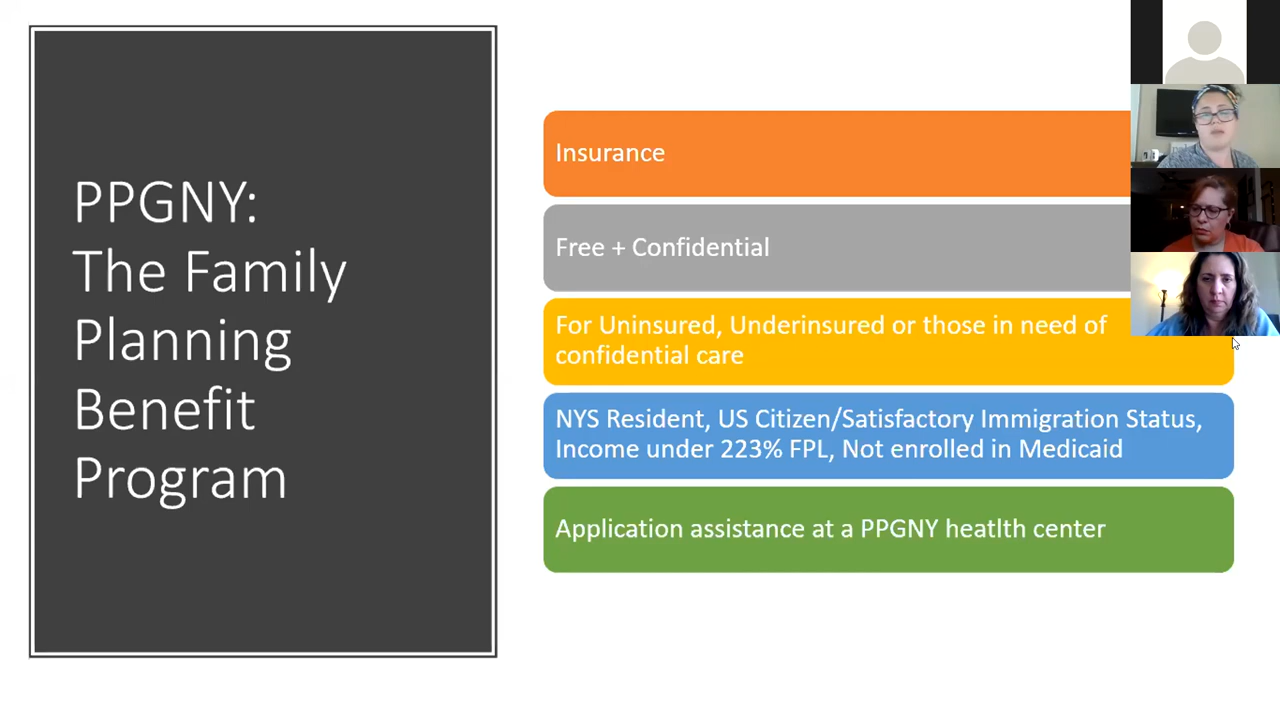 PPGNY:
The Family
Planning
Benefit
Program
Insurance
Free + Confidential
For Uninsured, Underinsured or those in need of
confidential care
NYS Resident, US Citizen/Satisfactory Immigration Status,
Income under 223% FPL, Not enrolled in Medicaid
Application assistance at a PPGNY heatlth center